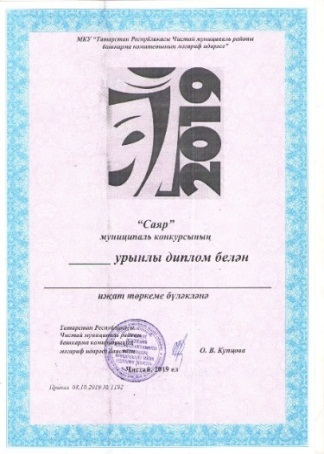 МКУ "Татарстан Республикасы Чистай муниципаль районы
башкарма комитетының мәгариф идарәсе"
2019
"Саяр"
муниципаль конкурсының
______ урынлы диплом белән
иҗат төркеме бүләкләнә
Татарстан Республикасы
Чистай муниципаль районы
башкарма комитетының
мәгариф идарәсе
О. В. Купцова
Чистай, 2019 ел
Приказ 08.10.2019 № 1192